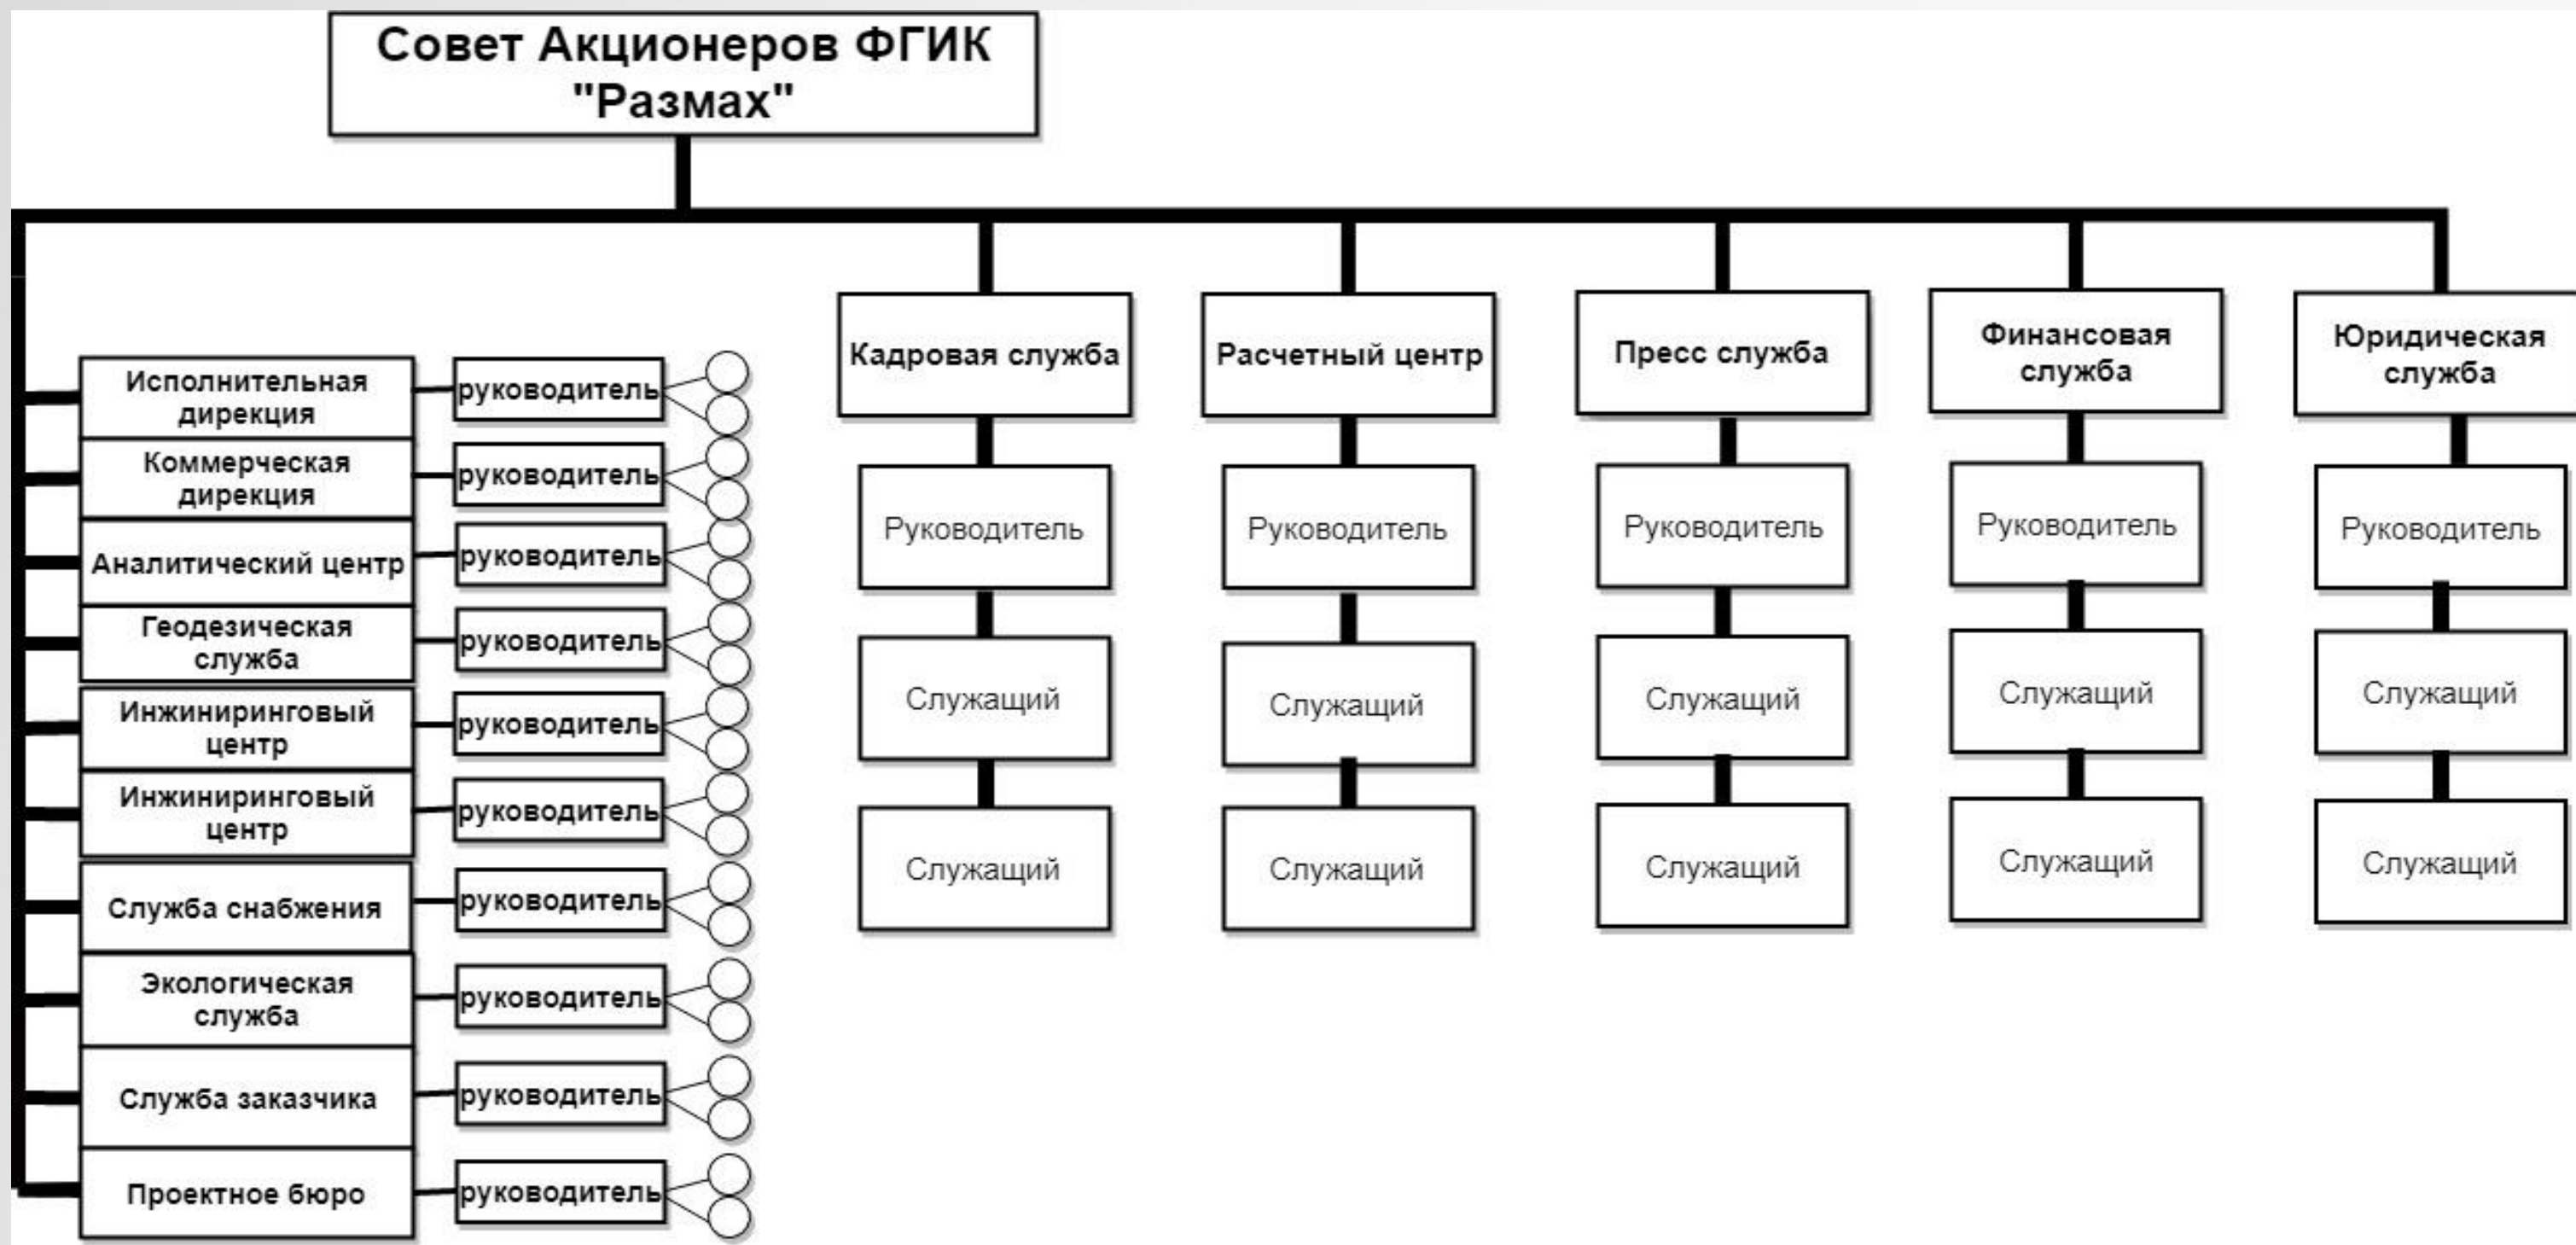 Совет Акционеров ФГИК
"Размах"
Кадровая служба
Расчетный центр
Пресс служба
Финансовая
служба
Юридическая
служба
Руководитель
Руководитель
Руководитель
Руководитель
Руководитель
Служащий
Служащий
Служащий
Служащий
Служащий
Служащий
Служащий
Служащий
Служащий
Служащий
Исполнительная
дирекция
руководитель
Коммерческая
дирекция
руководитель
Аналитический центр
руководитель
Геодезическая
служба
руководитель
Инжиниринговый
центр
руководитель
Инжиниринговый
центр
руководитель
Служба снабжения
руководитель
Экологическая
служба
руководитель
Служба заказчика
руководитель
Проектное бюро
руководитель